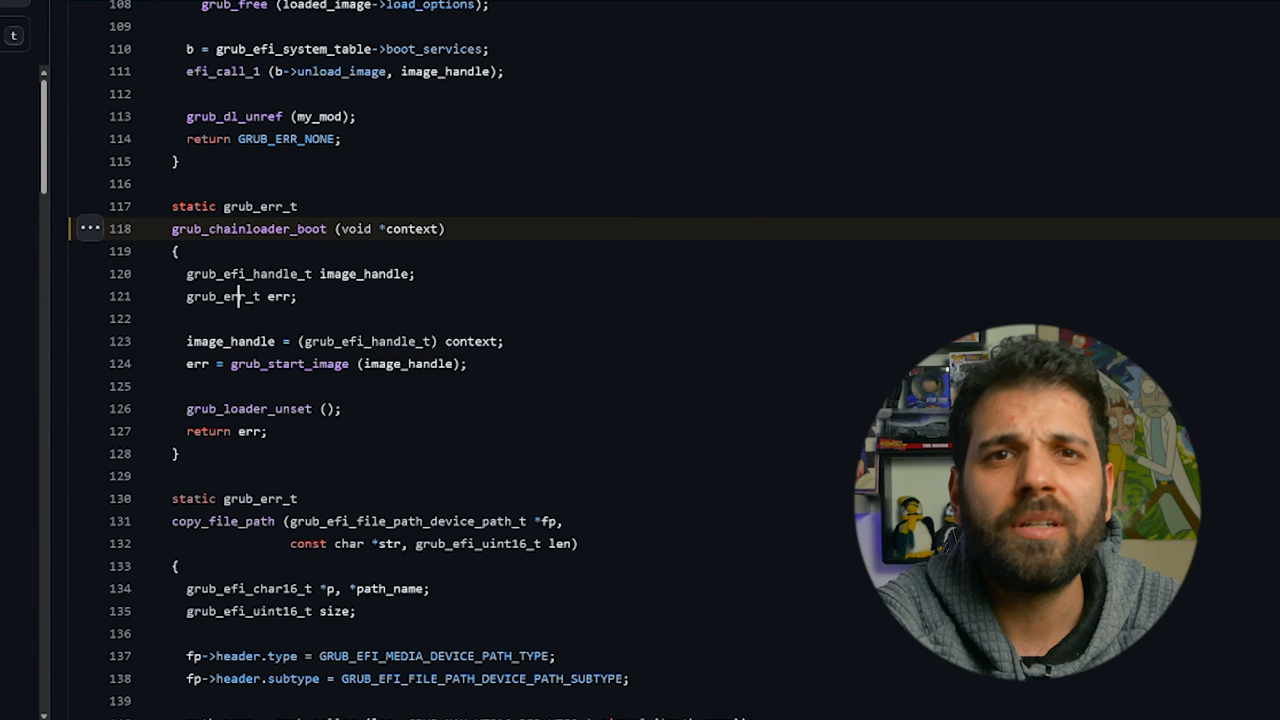 t
108 grub_free (loaded_image->load_options);
109
110 b = grub_efi_system_table->boot_services;
111 efi_call_1 (b->unload_image, image_handle);
112
113 grub_dl_unref (my_mod);
114 return GRUB_ERR_NONE;
115 }
116
117 static grub_err_t
118 grub_chainloader_boot (void *context)
119 {
120 grub_efi_handle_t image_handle;
121 grub_err_t err;
122
123 image_handle = (grub_efi_handle_t) context;
124 err = grub_start_image (image_handle);
125
126 grub_loader_unset ();
127 return err;
128 }
129
130 static grub_err_t
131 copy_file_path (grub_efi_file_path_device_path_t *fp,
132 const char *str, grub_efi_uint16_t len)
133 {
134 grub_efi_char16_t *p, *path_name;
135 grub_efi_uint16_t size;
136
137 fp->header.type = GRUB_EFI_MEDIA_DEVICE_PATH_TYPE;
138 fp->header.subtype = GRUB_EFI_FILE_PATH_DEVICE_PATH_SUBTYPE;
139